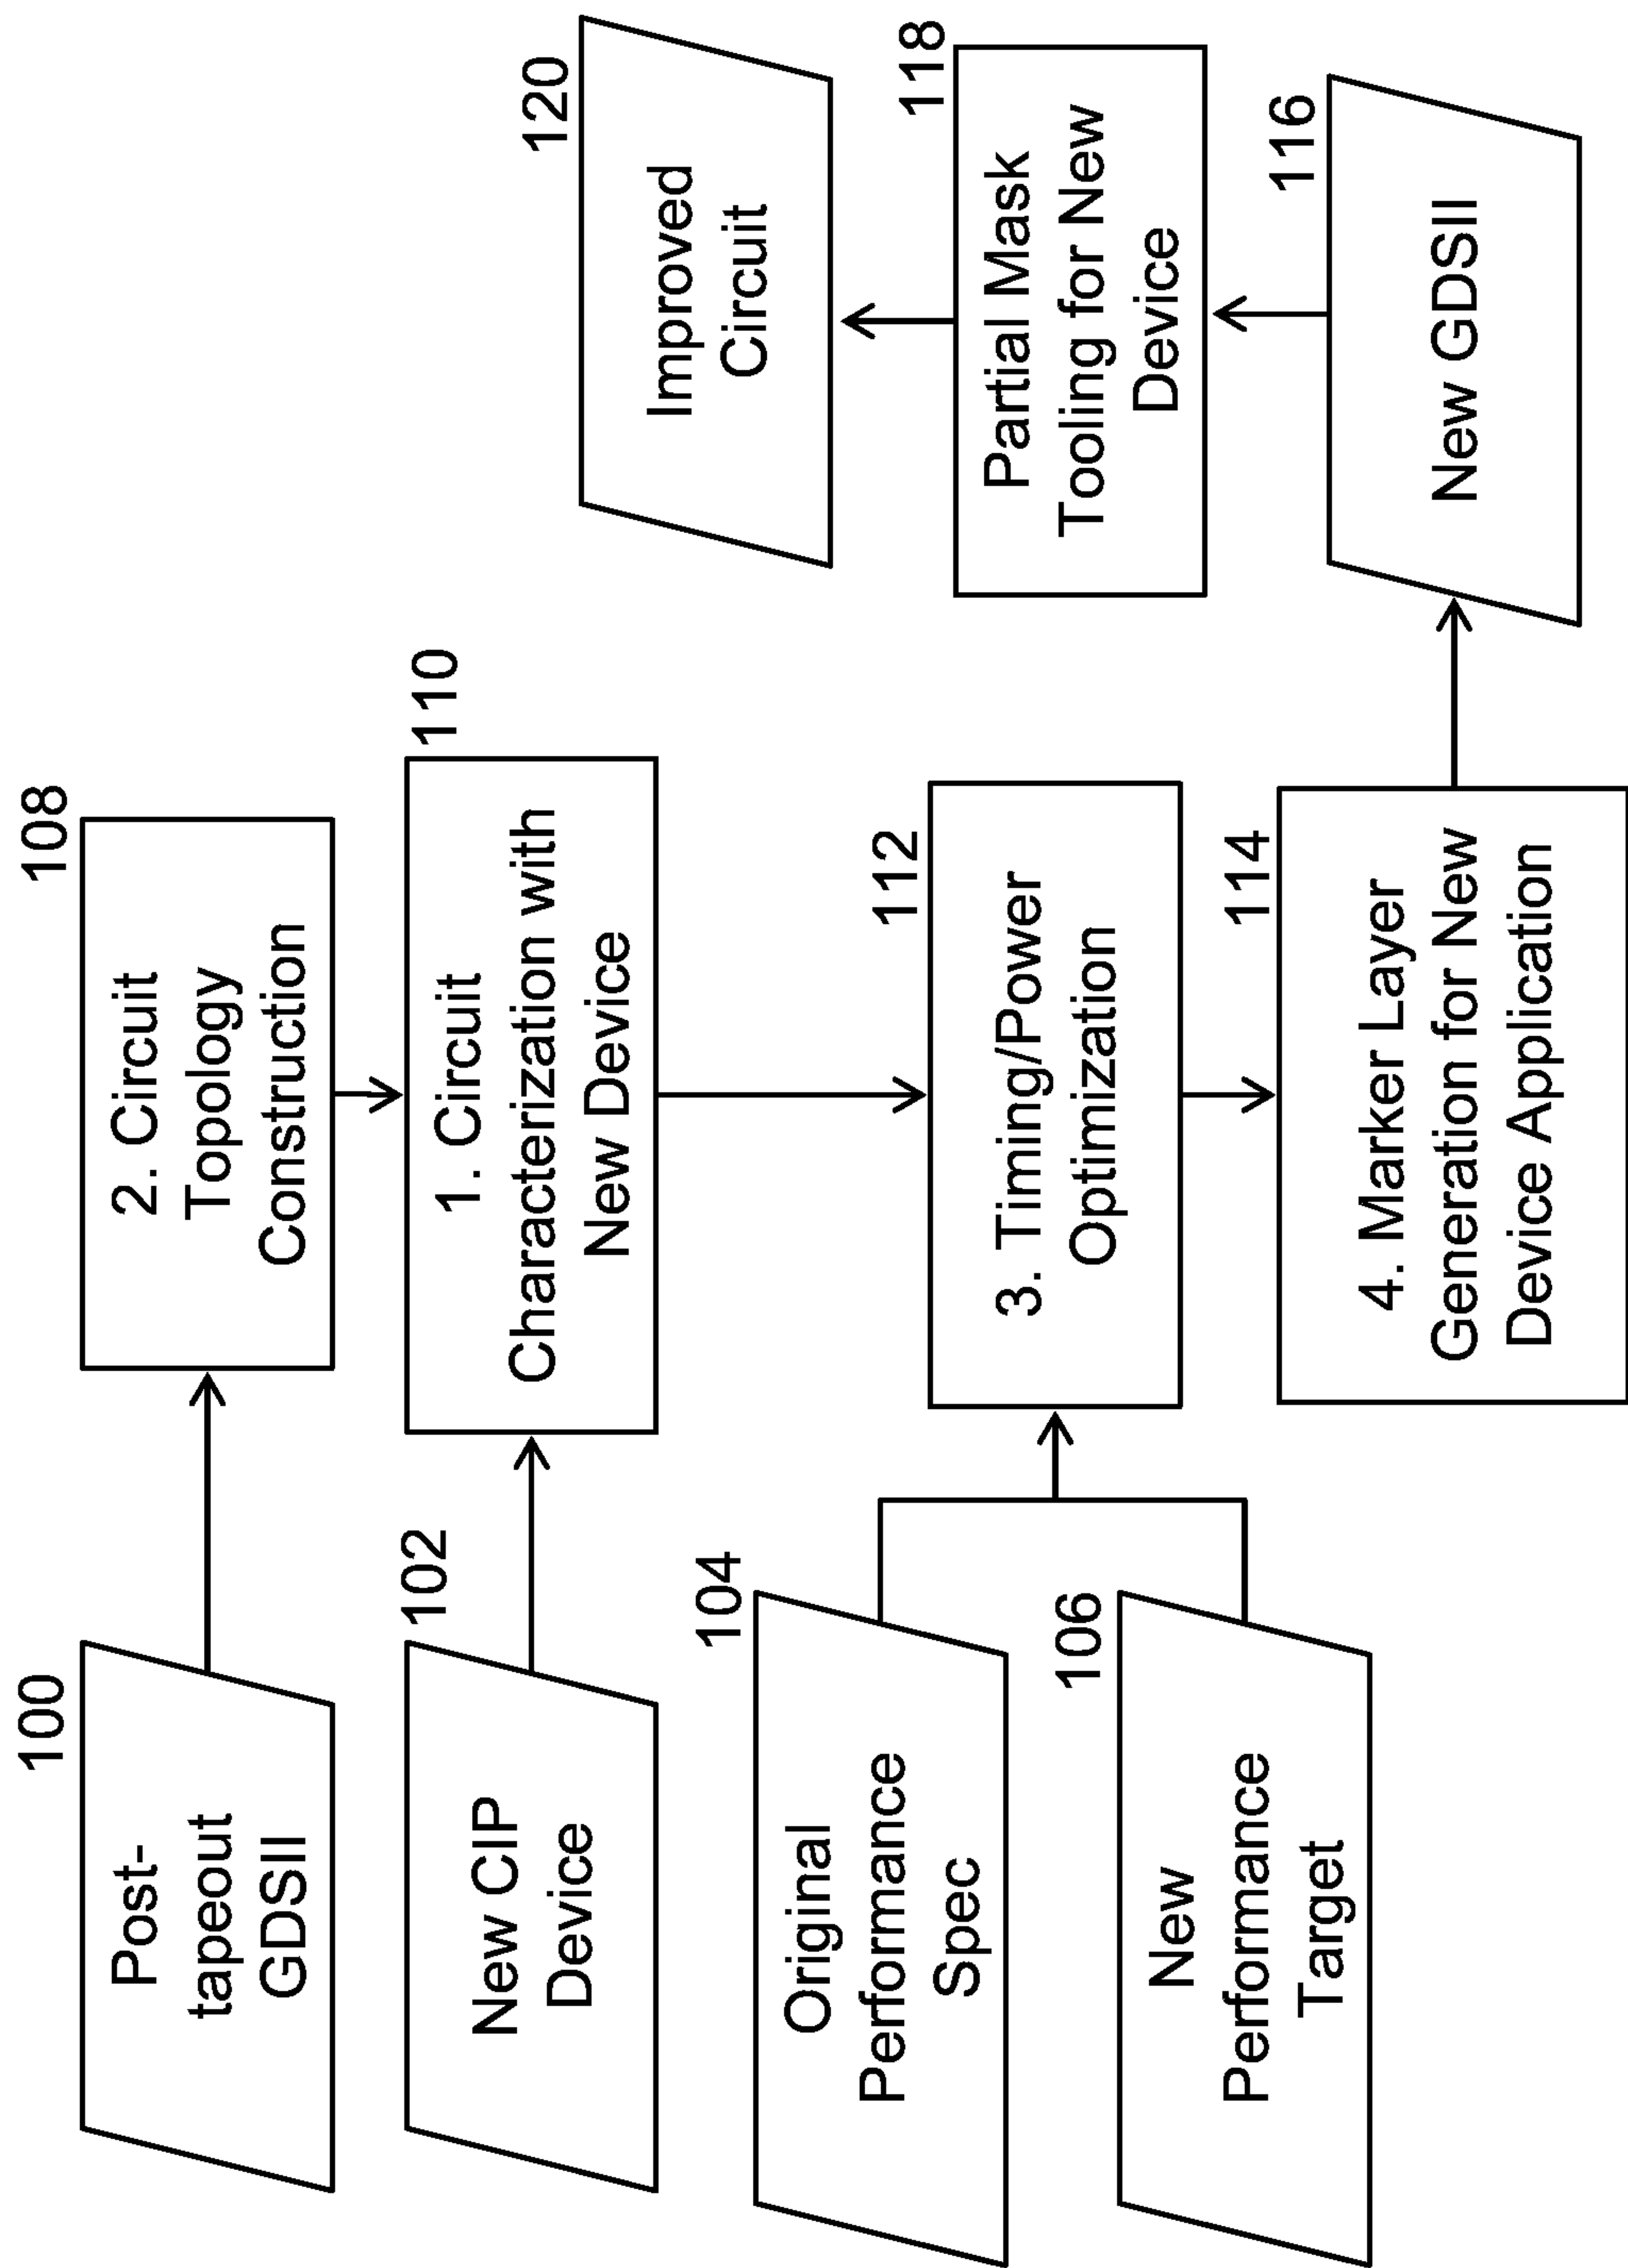 100
Post-
tapeout
GDSII
102
New CIP
Device
104
Original
Performance
Spec
106
New
Performance
Target
108
2. Circuit
Topology
Construction
110
1. Circuit
Characterization with
New Device
112
3. Timing/Power
Optimization
114
4. Marker Layer
Generation for New
Device Application
116
New GDSII
118
Partial Mask
Tooling for New
Device
120
Improved
Circuit